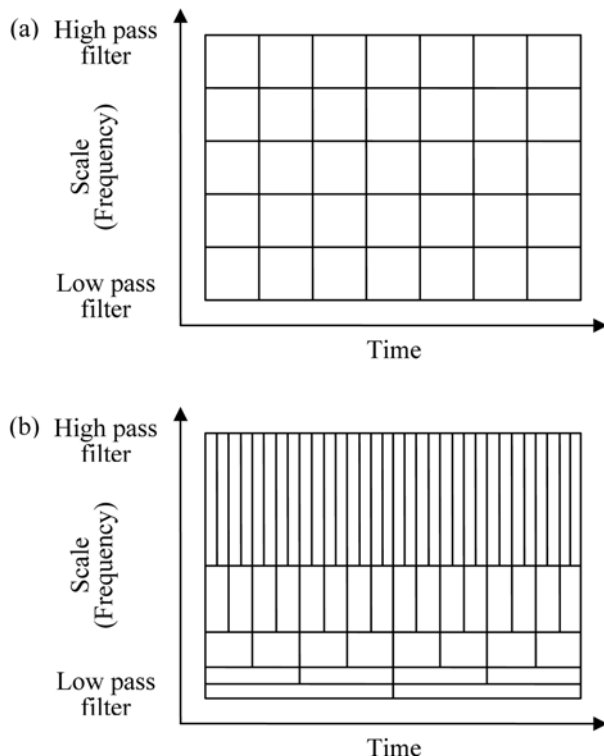 (a) High pass
filter
Scale
(Frequency)
Low pass
filter
Time
(b) High pass
filter
Scale
(Frequency)
Low pass
filter
Time